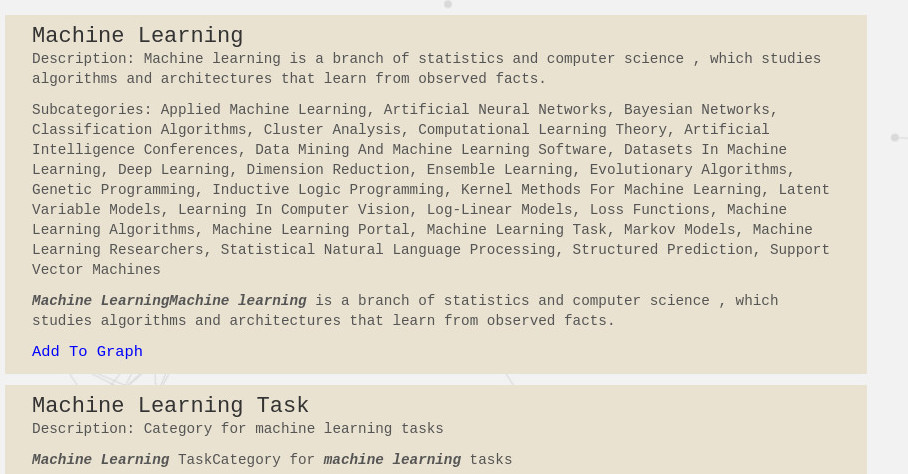 Machine Learning
Description: Machine learning is a branch of statistics and computer science , which studies
algorithms and architectures that learn from observed facts.
Subcategories: Applied Machine Learning, Artificial Neural Networks, Bayesian Networks,
Classification Algorithms, Cluster Analysis, Computational Learning Theory, Artificial
Intelligence Conferences, Data Mining And Machine Learning Software, Datasets In Machine
Learning, Deep Learning, Dimension Reduction, Ensemble Learning, Evolutionary Algorithms,
Genetic Programming, Inductive Logic Programming, Kernel Methods For Machine Learning, Latent
Variable Models, Learning In Computer Vision, Log-Linear Models, Loss Functions, Machine
Learning Algorithms, Machine Learning Portal, Machine Learning Task, Markov Models, Machine
Learning Researchers, Statistical Natural Language Processing, Structured Prediction, Support
Vector Machines
Machine LearningMachine learning is a branch of statistics and computer science , which
studies algorithms and architectures that learn from observed facts.
Add To Graph
Machine Learning Task
Description: Category for machine learning tasks
Machine Learning TaskCategory for machine learning tasks